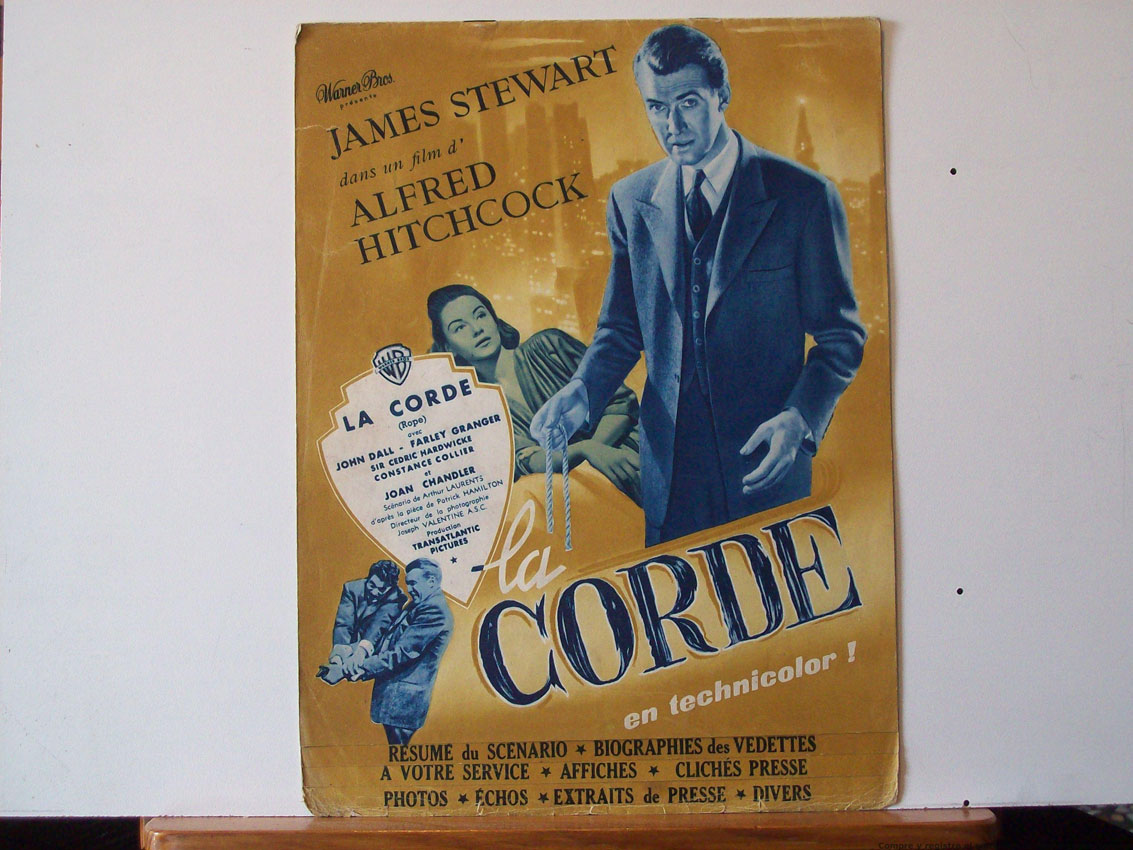 Warner Bros.
présente
JAMES STEWART
dans un film d'
ALFRED
HITCHCOCK
WB
LA CORDE
(Rope)
avec
JOHN DALL - FARLEY GRANGER
SIR CEDRIC HARDWICKE
CONSTANCE COLLIER
et
JOAN CHANDLER
Scénario de Arthur LAURENTS
d'après la pièce de Patrick HAMILTON
Directeur de la photographie
Joseph VALENTINE A.S.C.
Production
TRANSATLANTIC
PICTURES
la
CORDE
en technicolor !
RÉSUMÉ du SCENARIO ★ BIOGRAPHIES des VEDETTES
A VOTRE SERVICE ★ AFFICHES ★ CLICHÉS PRESSE
PHOTOS ★ ÉCHOS ★ EXTRAITS de PRESSE ★ DIVERS
Compre y registre